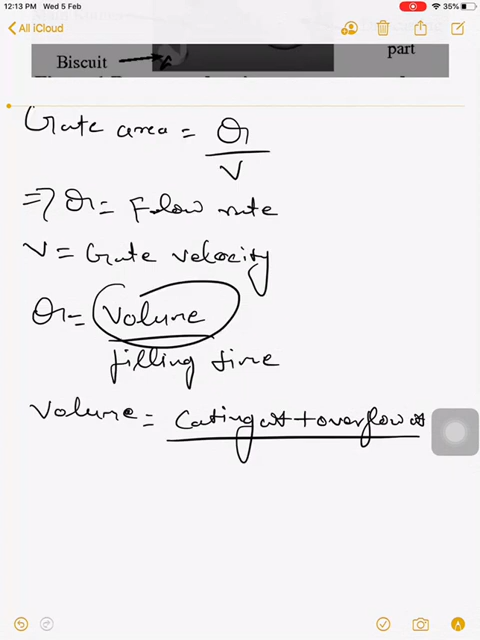 12:13 PM Wed 5 Feb
35%
All iCloud
Biscuit
part
Gate area = Q
V
=> Q = Flow rate
V = Gate velocity
Q = Volume
filling time
Volume = Cating wt + overflow wt